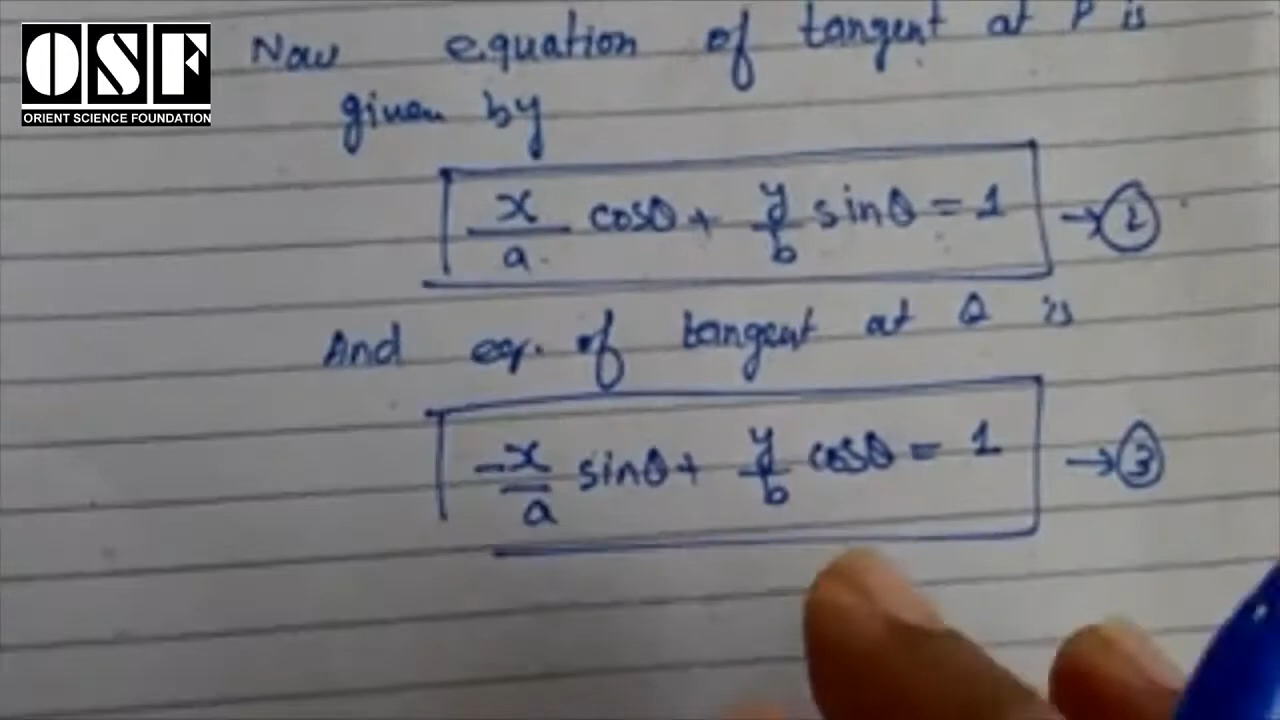 OSF
ORIENT SCIENCE FOUNDATION
Now equation of tangent at P is
given by
x/a cosθ + y/b sinθ = 1 → 2
And eq. of tangent at Q is
-x/a sinθ + y/b cosθ = 1 → 3